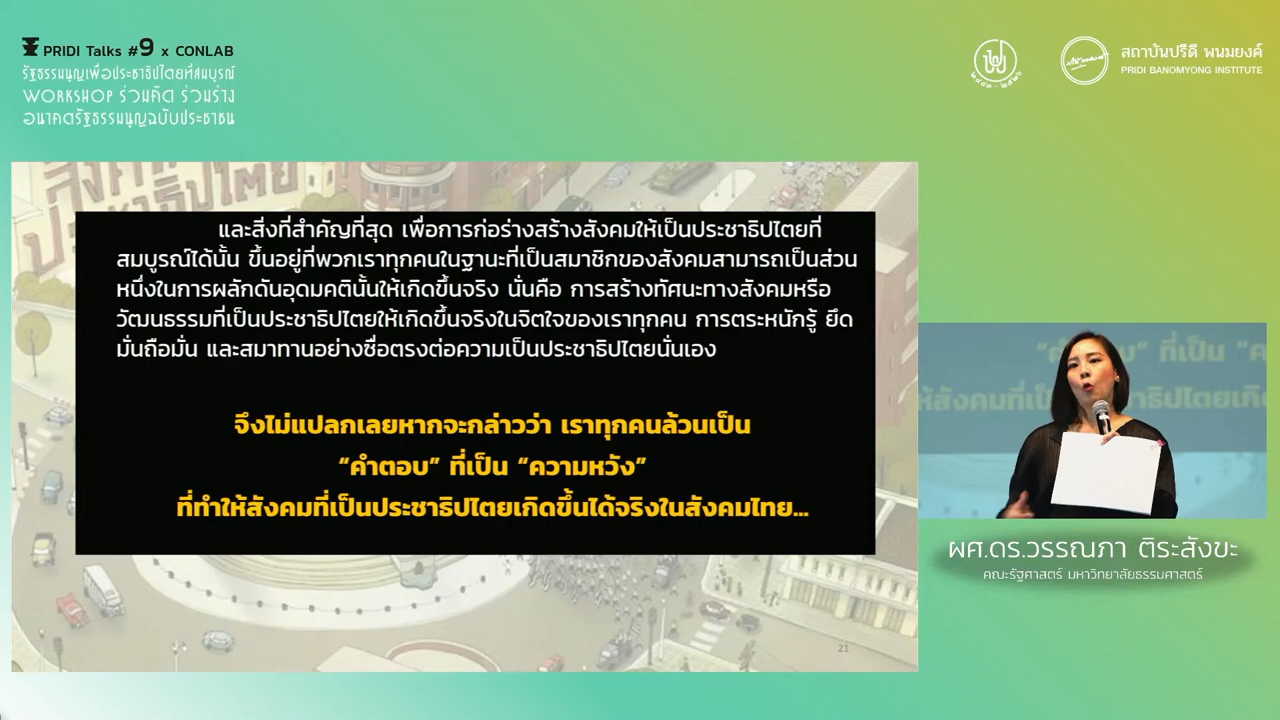 PRIDI Talks #9 x CONLAB
รัฐธรรมนูญเพื่อประชาธิปไตยที่สมบูรณ์
WORKSHOP ร่วมคิด ร่วมร่าง
อนาคตรัฐธรรมนูญฉบับประชาชน
๒๔๔๓ - ๒๕๒๖
สถาบันปรีดี พนมยงค์
PRIDI BANOMYONG INSTITUTE
และสิ่งที่สำคัญที่สุด เพื่อการก่อร่างสร้างสังคมให้เป็นประชาธิปไตยที่
สมบูรณ์ได้นั้น ขึ้นอยู่ที่พวกเราทุกคนในฐานะที่เป็นสมาชิกของสังคมสามารถเป็นส่วน
หนึ่งในการผลักดันอุดมคตินั้นให้เกิดขึ้นจริง นั่นคือ การสร้างทัศนะทางสังคมหรือ
วัฒนธรรมที่เป็นประชาธิปไตยให้เกิดขึ้นจริงในจิตใจของเราทุกคน การตระหนักรู้ ยึด
มั่นถือมั่น และสมาทานอย่างซื่อตรงต่อความเป็นประชาธิปไตยนั่นเอง
จึงไม่แปลกเลยหากจะกล่าวว่า เราทุกคนล้วนเป็น
“คำตอบ” ที่เป็น “ความหวัง”
ที่ทำให้สังคมที่เป็นประชาธิปไตยเกิดขึ้นได้จริงในสังคมไทย...
21
ผศ.ดร.วรรณภา ติระสังขะ
คณะรัฐศาสตร์ มหาวิทยาลัยธรรมศาสตร์